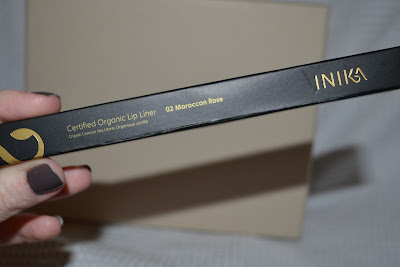 Certified Organic Lip Liner 02 Moroccan Rose
Crayon Contour des Lèvres Organique certifié
INIKA